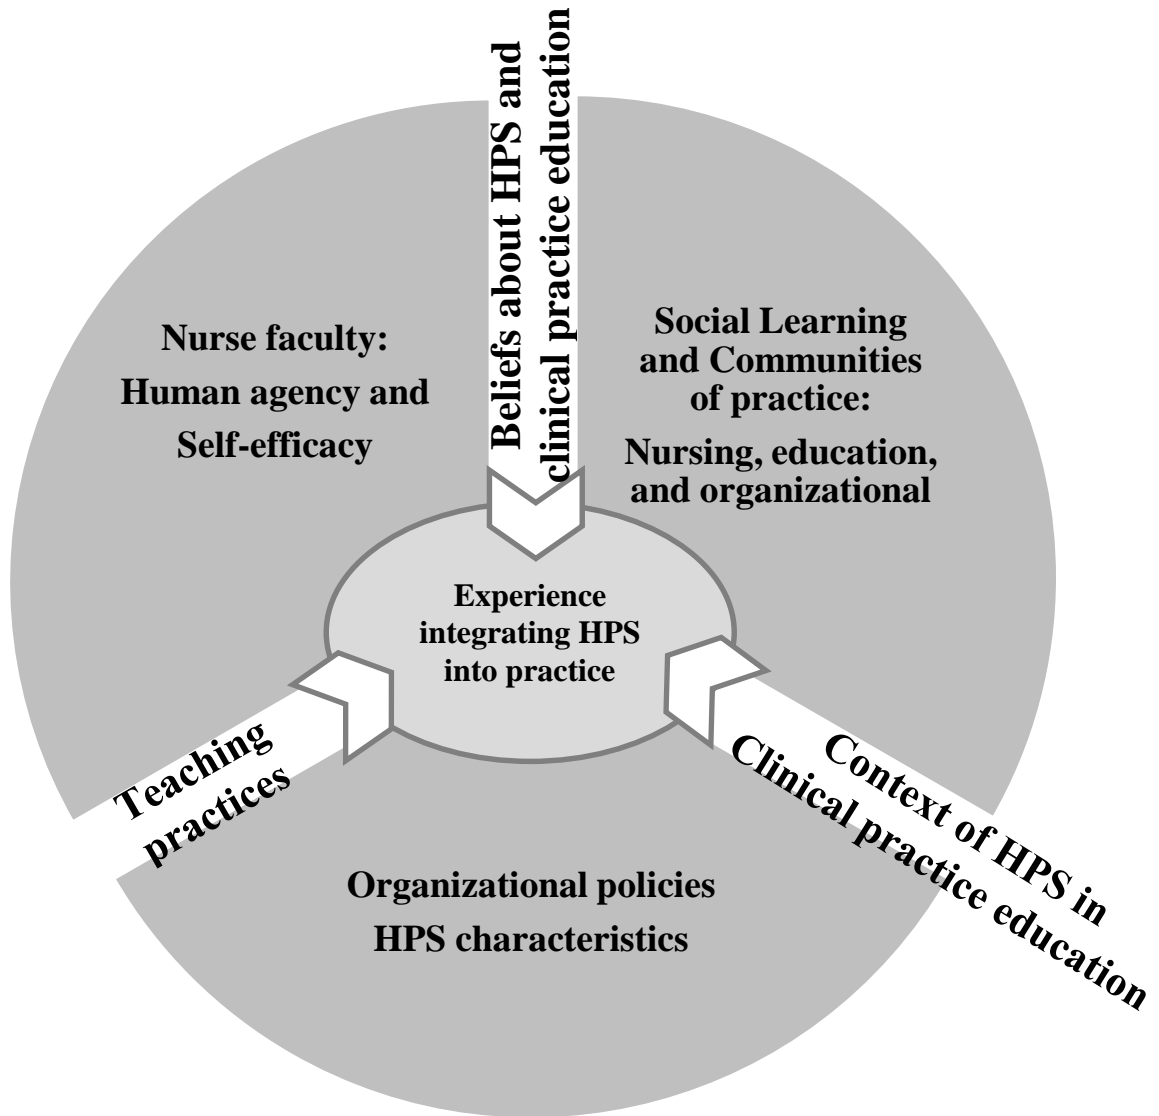 Beliefs about HPS and
clinical practice education
Nurse faculty:
Human agency and
Self-efficacy
Social Learning
and Communities
of practice:
Nursing, education,
and organizational
Experience
integrating HPS
into practice
Teaching
practices
Context of HPS in
Clinical practice education
Organizational policies
HPS characteristics